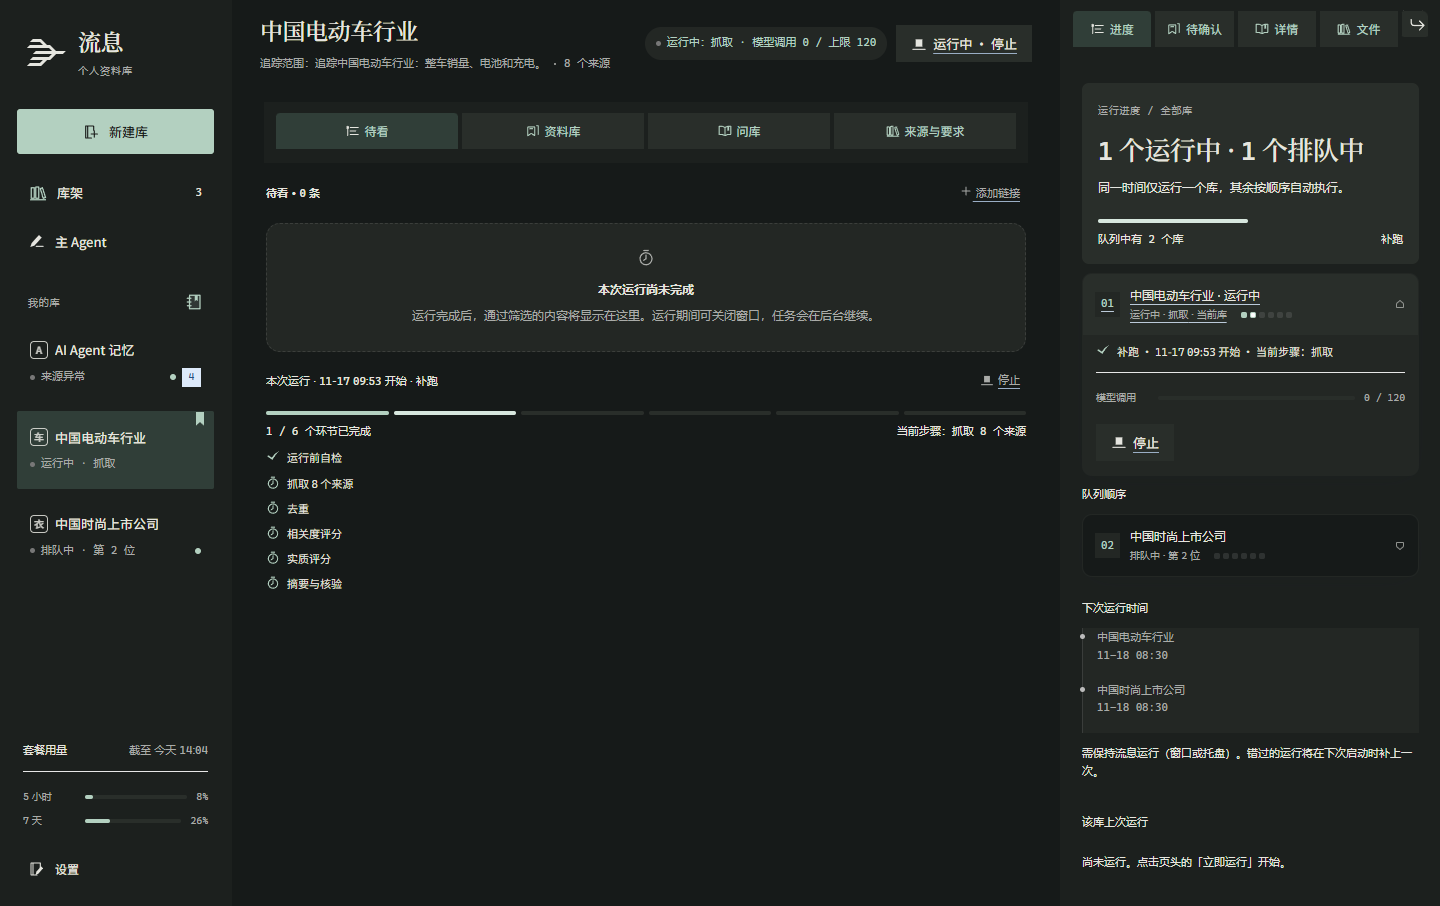 流息
个人资料库
新建库
库架 3
主 Agent
我的库
A AI Agent 记忆
来源异常 4
车 中国电动车行业
运行中 · 抓取
衣 中国时尚上市公司
排队中 · 第 2 位
套餐用量 截至 今天 14:04
5 小时 8%
7 天 26%
设置
中国电动车行业
追踪范围：追踪中国电动车行业：整车销量、电池和充电。 · 8 个来源
运行中：抓取 · 模型调用 0 / 上限 120
运行中 · 停止
待看
资料库
问库
来源与要求
待看 • 0 条
添加链接
本次运行尚未完成
运行完成后，通过筛选的内容将显示在这里。运行期间可关闭窗口，任务会在后台继续。
本次运行 · 11-17 09:53 开始 · 补跑
停止
1 / 6 个环节已完成
当前步骤：抓取 8 个来源
运行前自检
抓取 8 个来源
去重
相关度评分
实质评分
摘要与核验
进度
待确认
详情
文件
运行进度 / 全部库
1 个运行中 · 1 个排队中
同一时间仅运行一个库，其余按顺序自动执行。
队列中有 2 个库
补跑
01 中国电动车行业 · 运行中
运行中 · 抓取 · 当前库
补跑 • 11-17 09:53 开始 • 当前步骤：抓取
模型调用 0 / 120
停止
队列顺序
02 中国时尚上市公司
排队中 · 第 2 位
下次运行时间
中国电动车行业
11-18 08:30
中国时尚上市公司
11-18 08:30
需保持流息运行（窗口或托盘）。错过的运行将在下次启动时补上一
次。
该库上次运行
尚未运行。点击页头的「立即运行」开始。